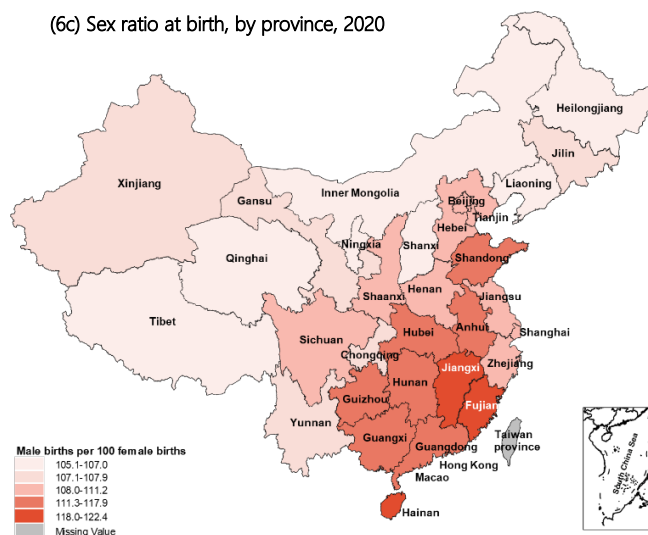 (6c) Sex ratio at birth, by province, 2020
Heilongjiang
Jilin
Xinjiang
Inner Mongolia
Liaoning
Gansu
Beijing
Tianjin
Hebei
Ningxia
Shanxi
Qinghai
Shandong
Shaanxi
Henan
Jiangsu
Tibet
Sichuan
Hubei
Anhui
Shanghai
Chongqing
Zhejiang
Jiangxi
Hunan
Guizhou
Fujian
Yunnan
Taiwan
province
Guangxi
Guangdong
Hong Kong
Macao
Hainan
South China Sea
Male births per 100 female births
105.1-107.0
107.1-107.9
108.0-111.2
111.3-117.9
118.0-122.4
Missing Value